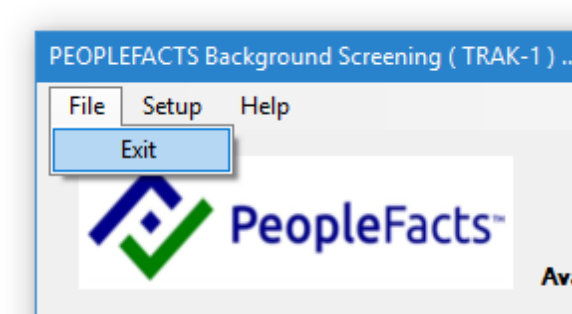 PEOPLEFACTS Background Screening ( TRAK-1 ) ..
File Setup Help
Exit
PeopleFacts™